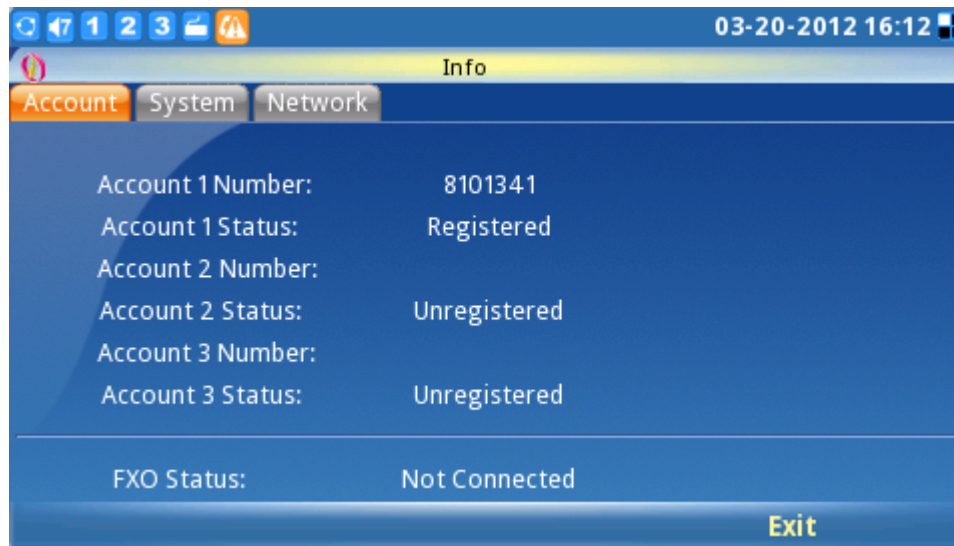 7 1 2 3 03-20-2012 16:12
Info
Account System Network
Account 1 Number: 8101341
Account 1 Status: Registered
Account 2 Number:
Account 2 Status: Unregistered
Account 3 Number:
Account 3 Status: Unregistered
FXO Status: Not Connected
Exit